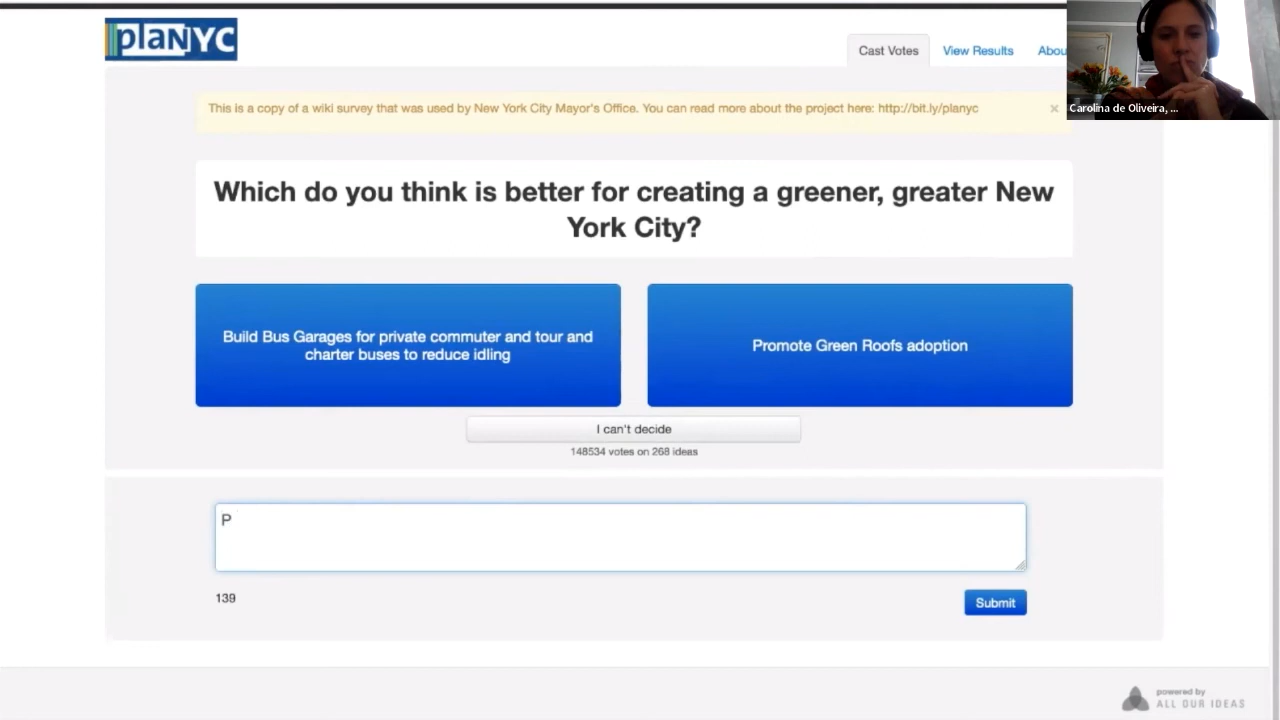 plaNYC
Cast Votes
View Results
Abou
Carolina de Oliveira, ...
This is a copy of a wiki survey that was used by New York City Mayor's Office. You can read more about the project here: http://bit.ly/planyc
×
Which do you think is better for creating a greener, greater New
York City?
Build Bus Garages for private commuter and tour and
charter buses to reduce idling
Promote Green Roofs adoption
I can't decide
148534 votes on 268 ideas
P
139
Submit
powered by
ALL OUR IDEAS